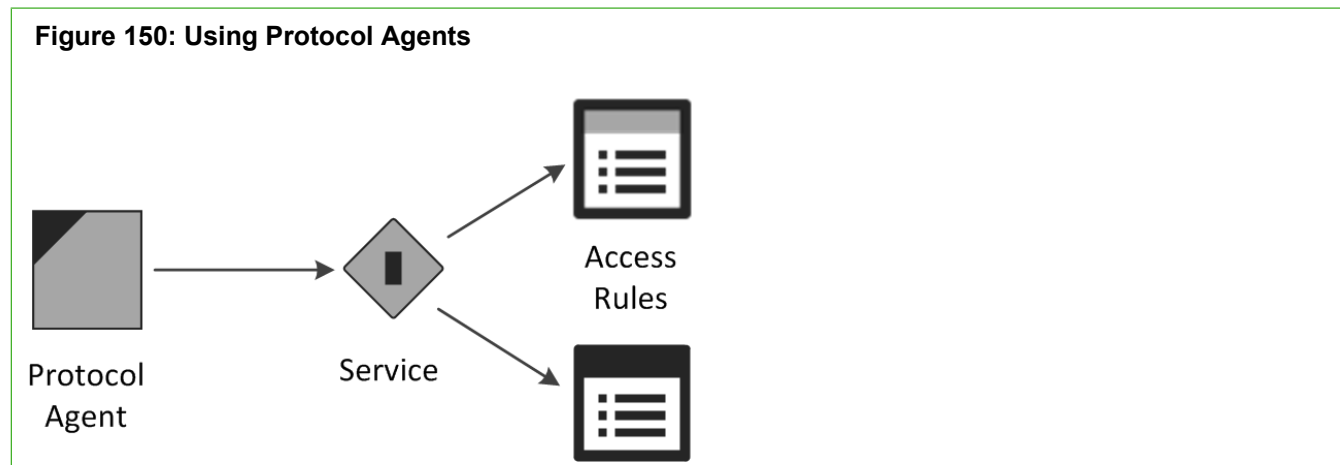 Figure 150: Using Protocol Agents
Access
Rules
Protocol
Agent
Service